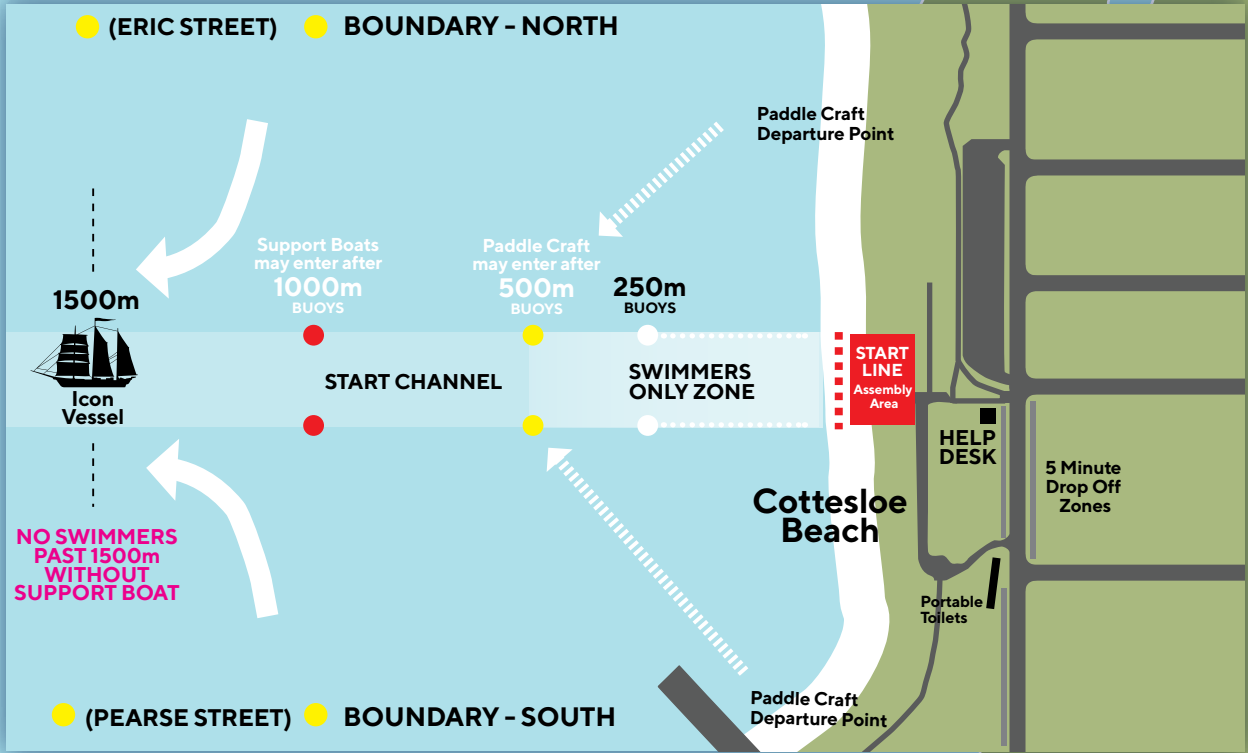 (ERIC STREET)
BOUNDARY - NORTH
Paddle Craft
Departure Point
Support Boats
may enter after
1000m
BUOYS
Paddle Craft
may enter after
500m
BUOYS
250m
BUOYS
1500m
Icon
Vessel
START CHANNEL
SWIMMERS
ONLY ZONE
START
LINE
Assembly
Area
HELP
DESK
5 Minute
Drop Off
Zones
Cottesloe
Beach
NO SWIMMERS
PAST 1500m
WITHOUT
SUPPORT BOAT
Portable
Toilets
Paddle Craft
Departure Point
(PEARSE STREET)
BOUNDARY - SOUTH